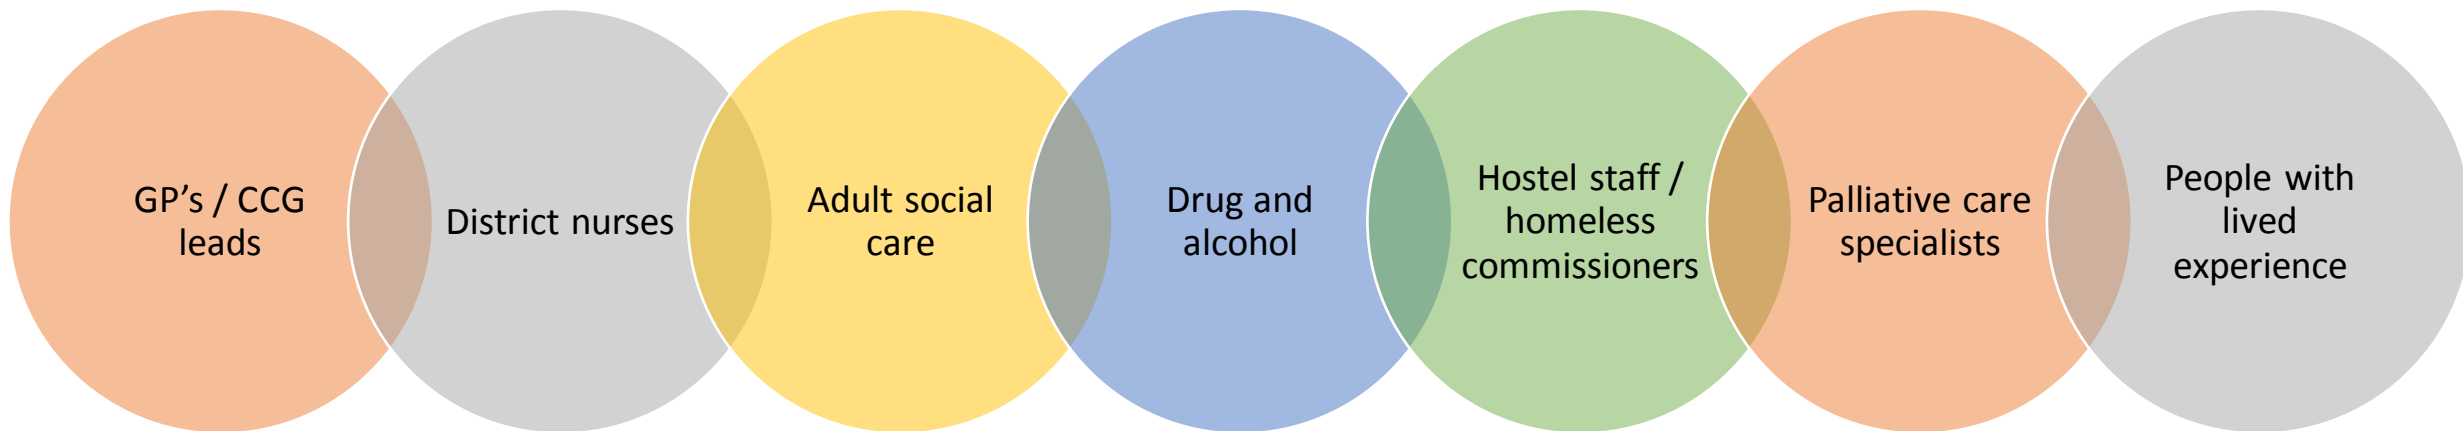 GP’s / CCG
leads
District nurses
Adult social
care
Drug and
alcohol
Hostel staff /
homeless
commissioners
Palliative care
specialists
People with
lived
experience